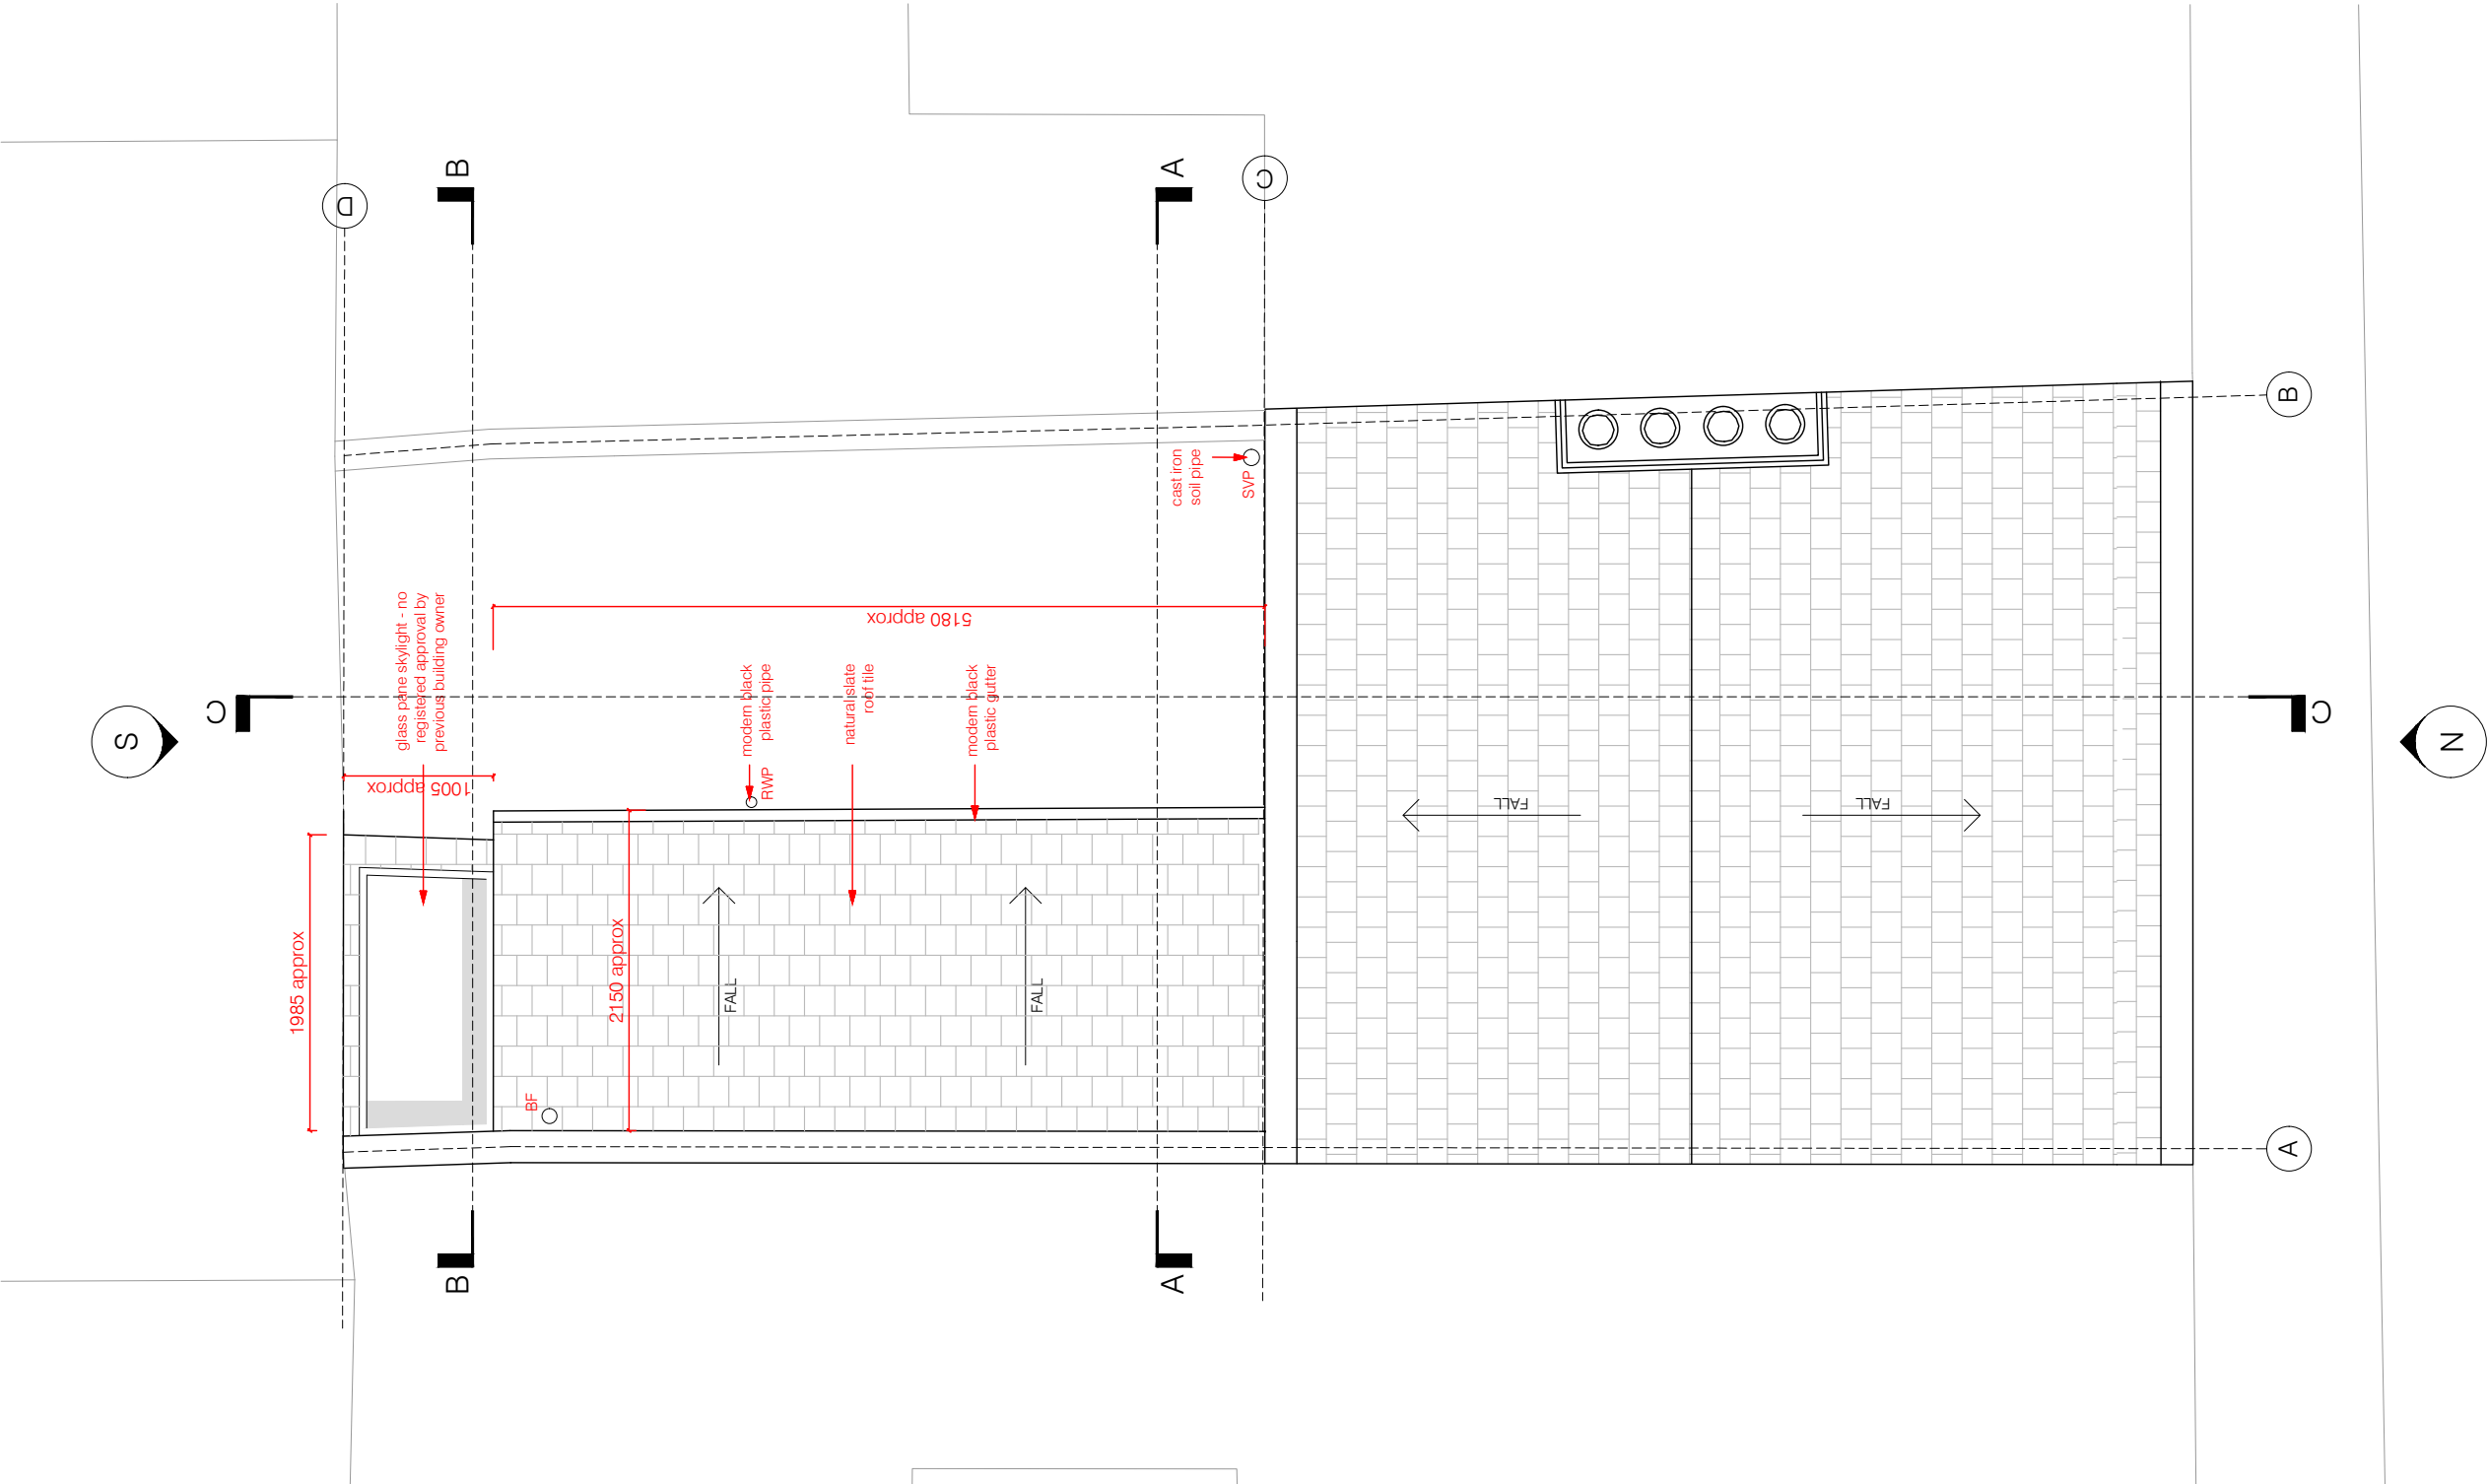 D
B
A
C
B
cast iron
soil pipe
SVP
glass pane skylight - no
registered approval by
previous building owner
5180 approx
modern black
plastic pipe
natural slate
roof tile
modern black
plastic gutter
C
C
S
N
1005 approx
RWP
FALL
FALL
1985 approx
2150 approx
FALL
FALL
BF
A
B
A